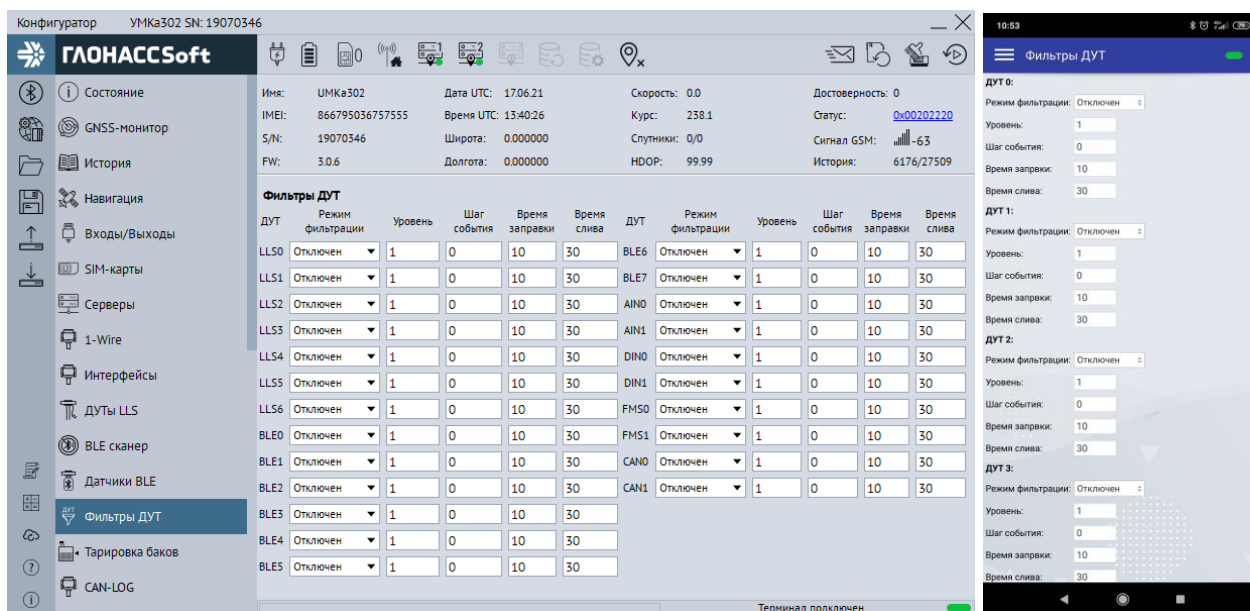 Конфигуратор УМКа302 SN: 19070346
ГЛОНАССSoft
0 1 2 3
Состояние
GNSS-монитор
История
Навигация
Входы/Выходы
SIM-карты
Серверы
1-Wire
Интерфейсы
ДУТы LLS
BLE сканер
Датчики BLE
Фильтры ДУТ
Тарировка баков
CAN-LOG
Имя: UMKa302 Дата UTC: 17.06.21 Скорость: 0.0 Достоверность: 0
IMEI: 866795036757555 Время UTC: 13:40:26 Курс: 238.1 Статус: 0x00202220
S/N: 19070346 Широта: 0.000000 Спутники: 0/0 Сигнал GSM: -63
FW: 3.0.6 Долгота: 0.000000 HDOP: 99.99 История: 6176/27509
Фильтры ДУТ
ДУТ Режим фильтрации Уровень Шаг события Время заправки Время слива ДУТ Режим фильтрации Уровень Шаг события Время заправки Время слива
LLS0 Отключен 1 0 10 30 BLE6 Отключен 1 0 10 30
LLS1 Отключен 1 0 10 30 BLE7 Отключен 1 0 10 30
LLS2 Отключен 1 0 10 30 AIN0 Отключен 1 0 10 30
LLS3 Отключен 1 0 10 30 AIN1 Отключен 1 0 10 30
LLS4 Отключен 1 0 10 30 DIN0 Отключен 1 0 10 30
LLS5 Отключен 1 0 10 30 DIN1 Отключен 1 0 10 30
LLS6 Отключен 1 0 10 30 FMS0 Отключен 1 0 10 30
BLE0 Отключен 1 0 10 30 FMS1 Отключен 1 0 10 30
BLE1 Отключен 1 0 10 30 CAN0 Отключен 1 0 10 30
BLE2 Отключен 1 0 10 30 CAN1 Отключен 1 0 10 30
BLE3 Отключен 1 0 10 30
BLE4 Отключен 1 0 10 30
BLE5 Отключен 1 0 10 30
Терминал подключен
10:53
Фильтры ДУТ
ДУТ 0:
Режим фильтрации: Отключен
Уровень: 1
Шаг события: 0
Время запрвки: 10
Время слива: 30
ДУТ 1:
Режим фильтрации: Отключен
Уровень: 1
Шаг события: 0
Время запрвки: 10
Время слива: 30
ДУТ 2:
Режим фильтрации: Отключен
Уровень: 1
Шаг события: 0
Время запрвки: 10
Время слива: 30
ДУТ 3:
Режим фильтрации: Отключен
Уровень: 1
Шаг события: 0
Время запрвки: 10
Время слива: 30